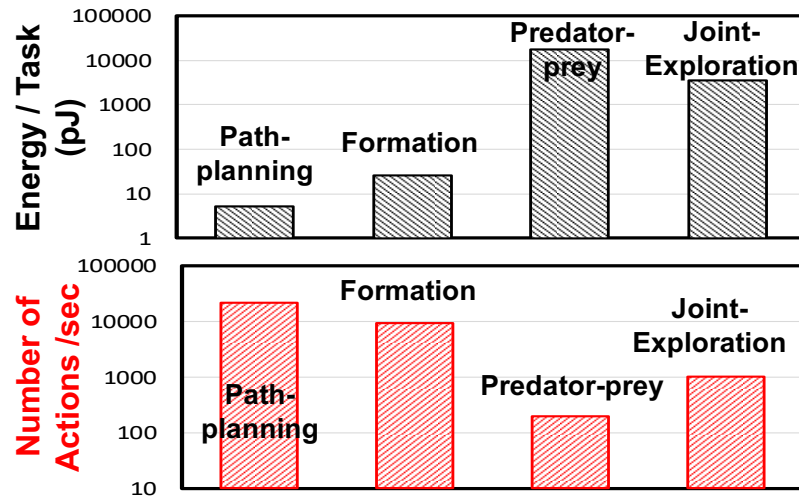 Energy / Task
(pJ)
100000
10000
1000
100
10
1
Path-
planning
Formation
Predator-
prey
Joint-
Exploration
Number of
Actions /sec
100000
10000
1000
100
10
Path-
planning
Formation
Predator-prey
Joint-
Exploration